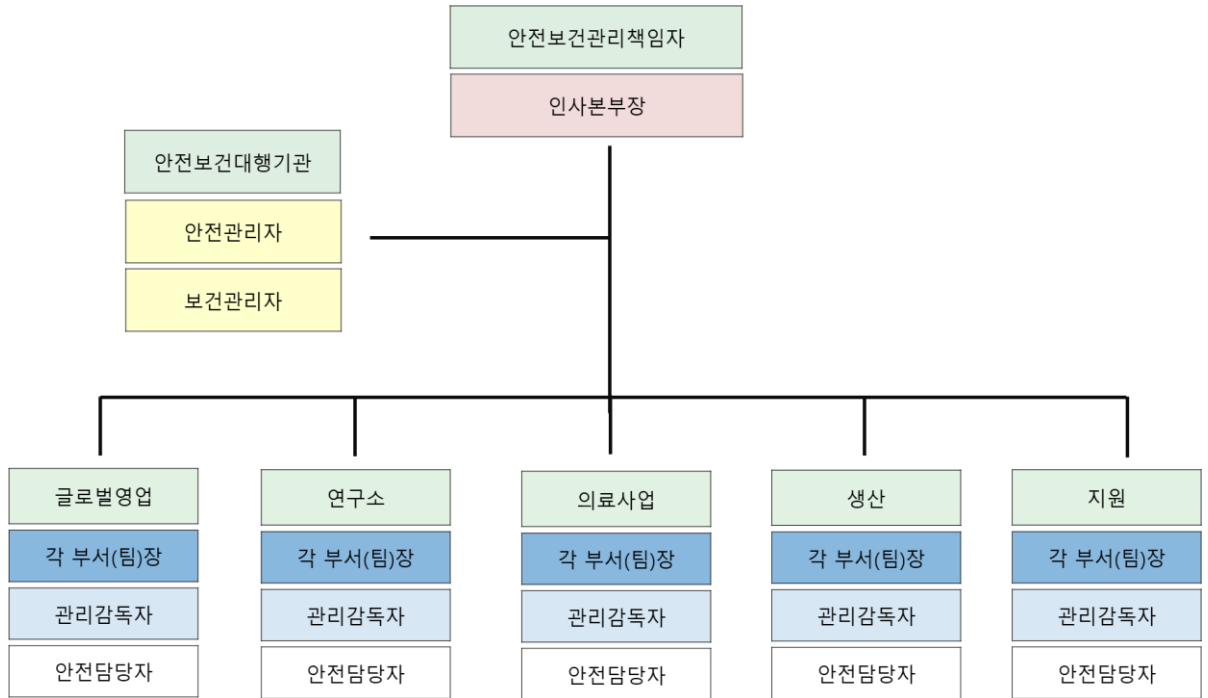 안전보건관리책임자
인사본부장
안전보건대행기관
안전관리자
보건관리자
글로벌영업
각 부서(팀)장
관리감독자
안전담당자
연구소
각 부서(팀)장
관리감독자
안전담당자
의료사업
각 부서(팀)장
관리감독자
안전담당자
생산
각 부서(팀)장
관리감독자
안전담당자
지원
각 부서(팀)장
관리감독자
안전담당자